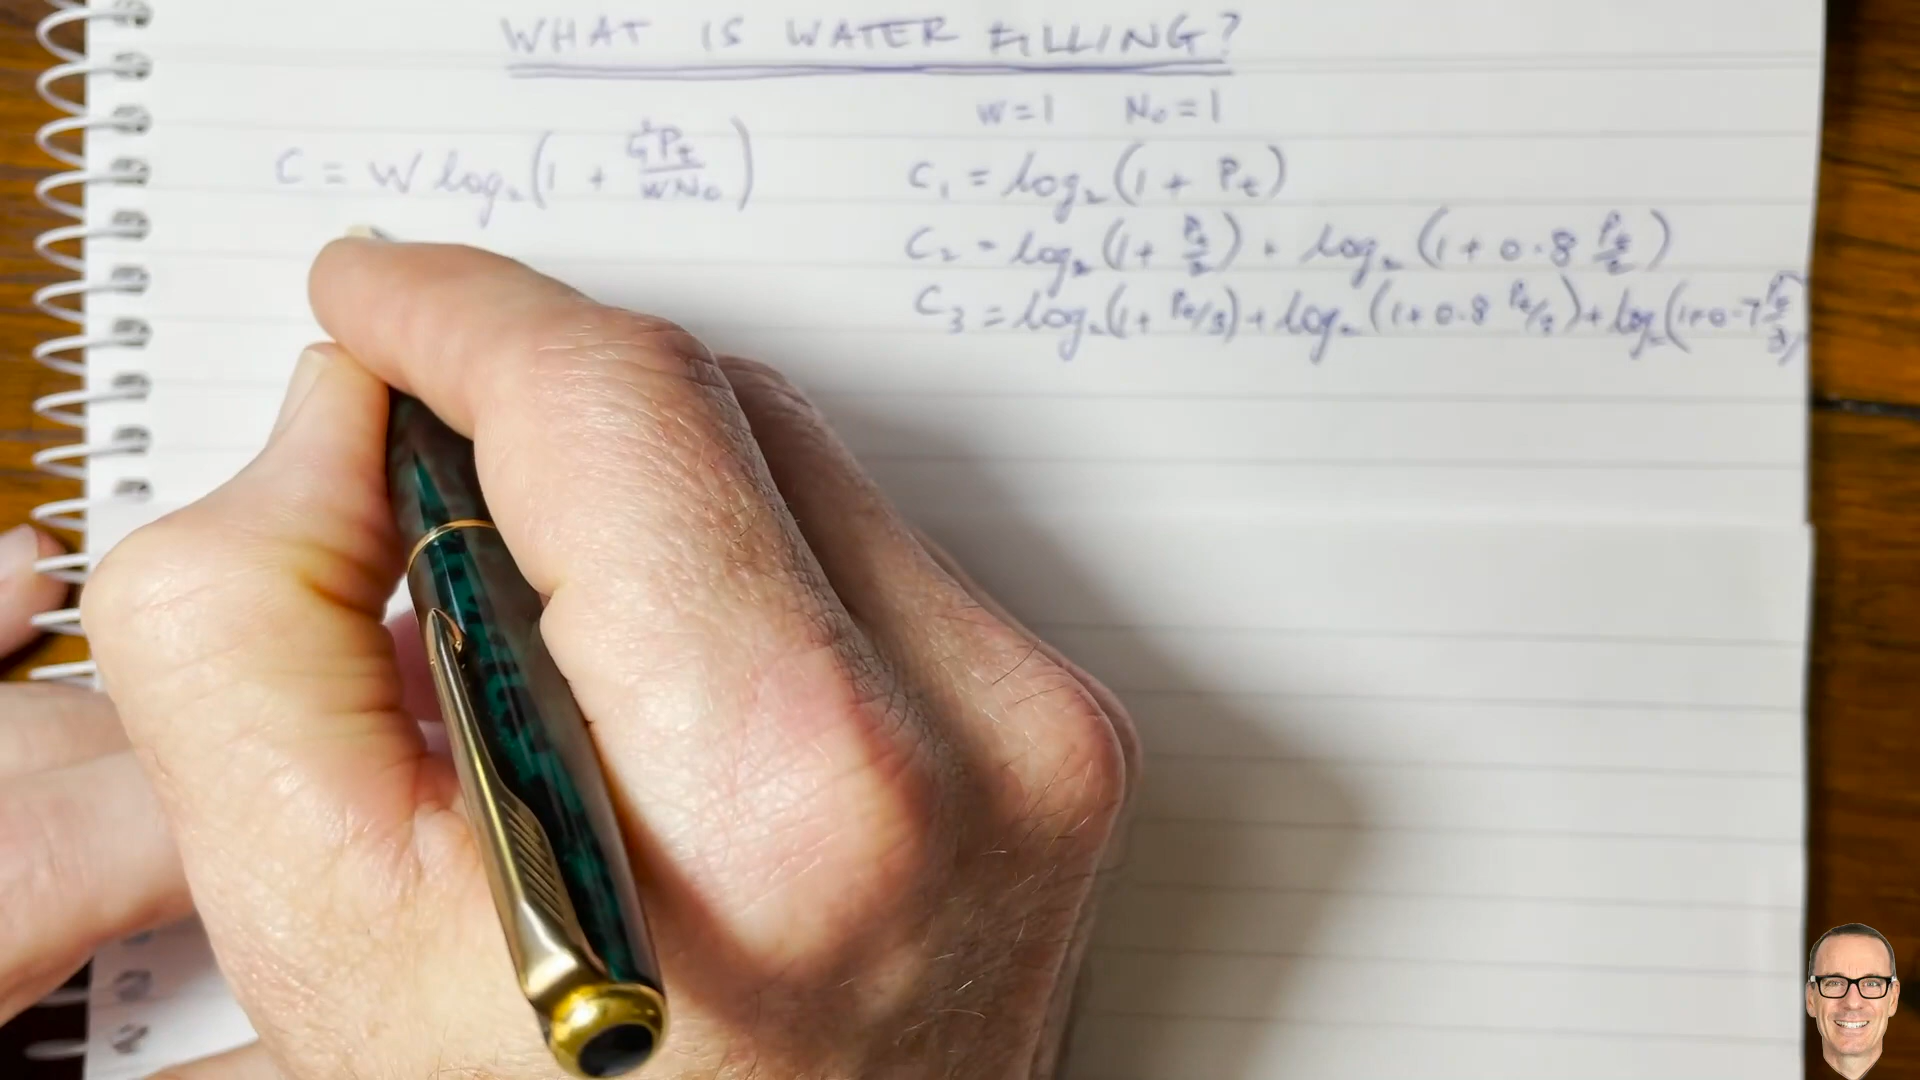 WHAT IS WATER FILLING?
W=1 N₀=1
C = W log₂(1 + G²Pt/WN₀)
C₁ = log₂(1 + Pt)
C₂ = log₂(1 + Pt/2) + log₂(1 + 0.8 Pt/2)
C₃ = log₂(1 + Pt/3) + log₂(1 + 0.8 Pt/3) + log₂(1+0.7 Pt/3)